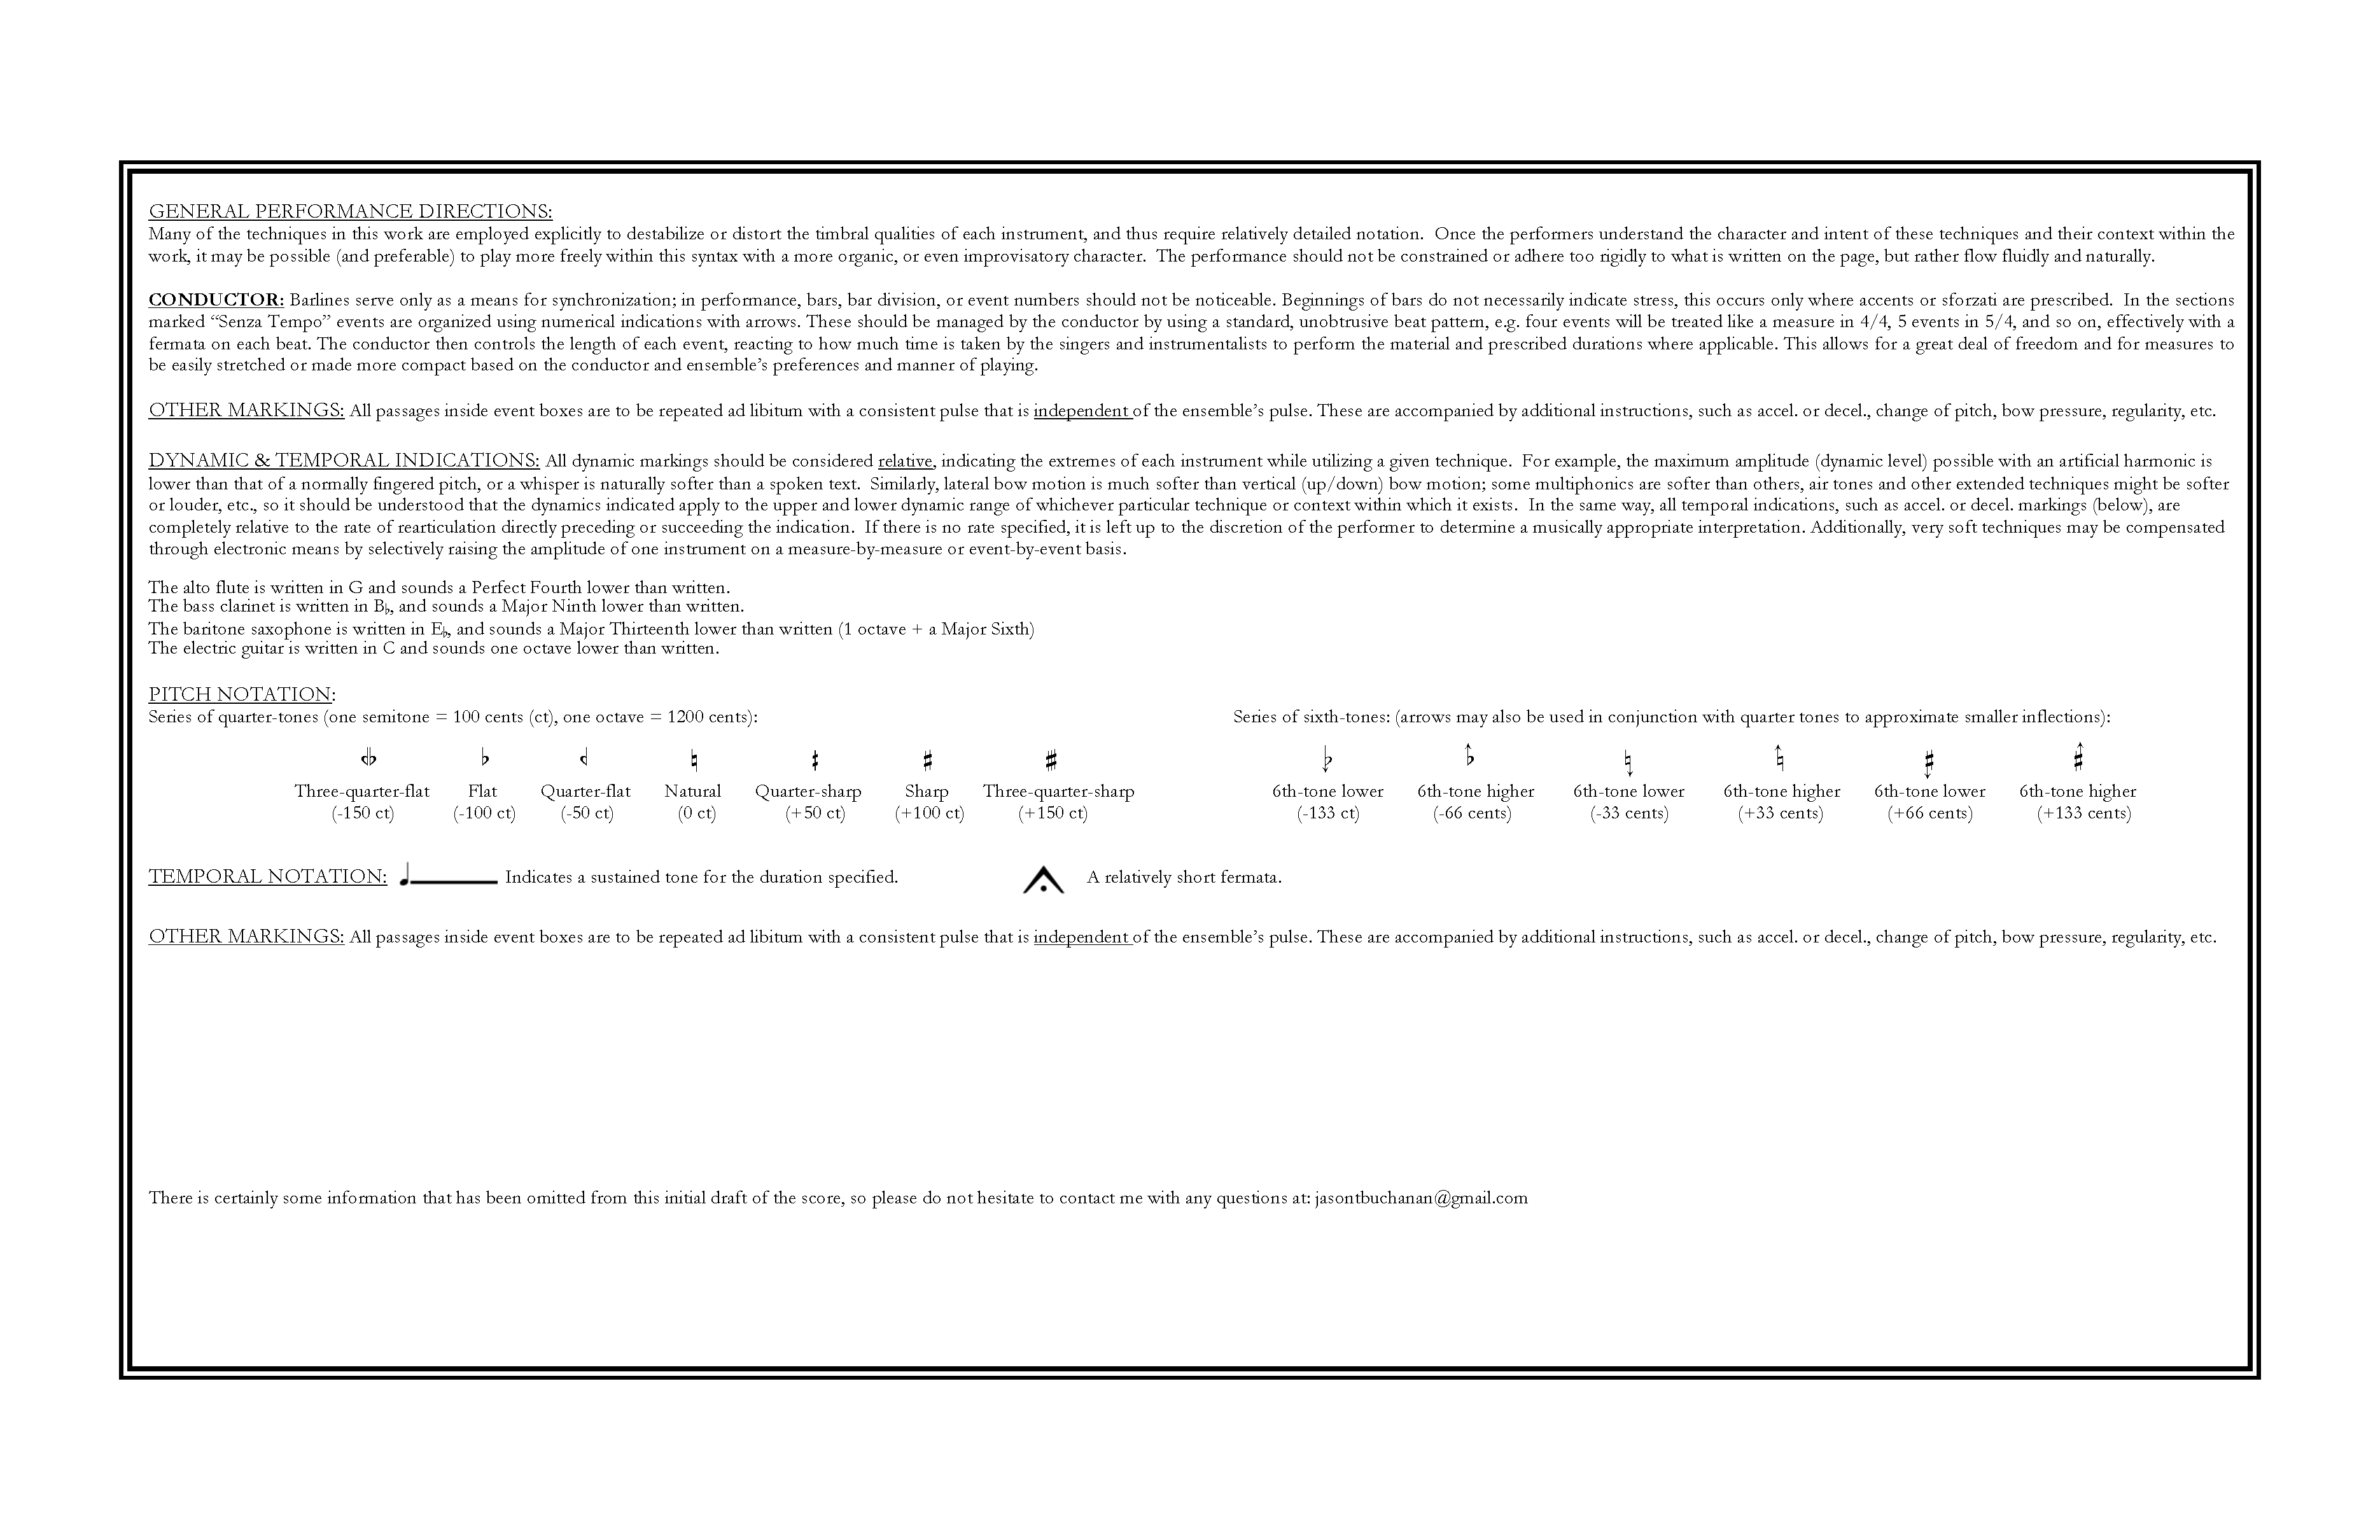 GENERAL PERFORMANCE DIRECTIONS:
Many of the techniques in this work are employed explicitly to destabilize or distort the timbral qualities of each instrument, and thus require relatively detailed notation.  Once the performers understand the character and intent of these techniques and their context within the
work, it may be possible (and preferable) to play more freely within this syntax with a more organic, or even improvisatory character.  The performance should not be constrained or adhere too rigidly to what is written on the page, but rather flow fluidly and naturally.
CONDUCTOR: Barlines serve only as a means for synchronization; in performance, bars, bar division, or event numbers should not be noticeable. Beginnings of bars do not necessarily indicate stress, this occurs only where accents or sforzati are prescribed.  In the sections
marked “Senza Tempo” events are organized using numerical indications with arrows. These should be managed by the conductor by using a standard, unobtrusive beat pattern, e.g. four events will be treated like a measure in 4/4, 5 events in 5/4, and so on, effectively with a
fermata on each beat. The conductor then controls the length of each event, reacting to how much time is taken by the singers and instrumentalists to perform the material and prescribed durations where applicable. This allows for a great deal of freedom and for measures to
be easily stretched or made more compact based on the conductor and ensemble’s preferences and manner of playing.
OTHER MARKINGS: All passages inside event boxes are to be repeated ad libitum with a consistent pulse that is independent of the ensemble’s pulse. These are accompanied by additional instructions, such as accel. or decel., change of pitch, bow pressure, regularity, etc.
DYNAMIC & TEMPORAL INDICATIONS: All dynamic markings should be considered relative, indicating the extremes of each instrument while utilizing a given technique.  For example, the maximum amplitude (dynamic level) possible with an artificial harmonic is
lower than that of a normally fingered pitch, or a whisper is naturally softer than a spoken text.  Similarly, lateral bow motion is much softer than vertical (up/down) bow motion; some multiphonics are softer than others, air tones and other extended techniques might be softer
or louder, etc., so it should be understood that the dynamics indicated apply to the upper and lower dynamic range of whichever particular technique or context within which it exists.  In the same way, all temporal indications, such as accel. or decel. markings (below), are
completely relative to the rate of rearticulation directly preceding or succeeding the indication.  If there is no rate specified, it is left up to the discretion of the performer to determine a musically appropriate interpretation. Additionally, very soft techniques may be compensated
through electronic means by selectively raising the amplitude of one instrument on a measure-by-measure or event-by-event basis.
The alto flute is written in G and sounds a Perfect Fourth lower than written.
The bass clarinet is written in B♭, and sounds a Major Ninth lower than written.
The baritone saxophone is written in E♭, and sounds a Major Thirteenth lower than written (1 octave + a Major Sixth)
The electric guitar is written in C and sounds one octave lower than written.
PITCH NOTATION:
Series of quarter-tones (one semitone = 100 cents (ct), one octave = 1200 cents):
Three-quarter-flat Flat Quarter-flat Natural Quarter-sharp Sharp Three-quarter-sharp
(-150 ct) (-100 ct) (-50 ct) (0 ct) (+50 ct) (+100 ct) (+150 ct)
Series of sixth-tones: (arrows may also be used in conjunction with quarter tones to approximate smaller inflections):
6th-tone lower 6th-tone higher 6th-tone lower 6th-tone higher 6th-tone lower 6th-tone higher
(-133 ct) (-66 cents) (-33 cents) (+33 cents) (+66 cents) (+133 cents)
TEMPORAL NOTATION: Indicates a sustained tone for the duration specified. A relatively short fermata.
OTHER MARKINGS: All passages inside event boxes are to be repeated ad libitum with a consistent pulse that is independent of the ensemble’s pulse. These are accompanied by additional instructions, such as accel. or decel., change of pitch, bow pressure, regularity, etc.
There is certainly some information that has been omitted from this initial draft of the score, so please do not hesitate to contact me with any questions at: jasontbuchanan@gmail.com